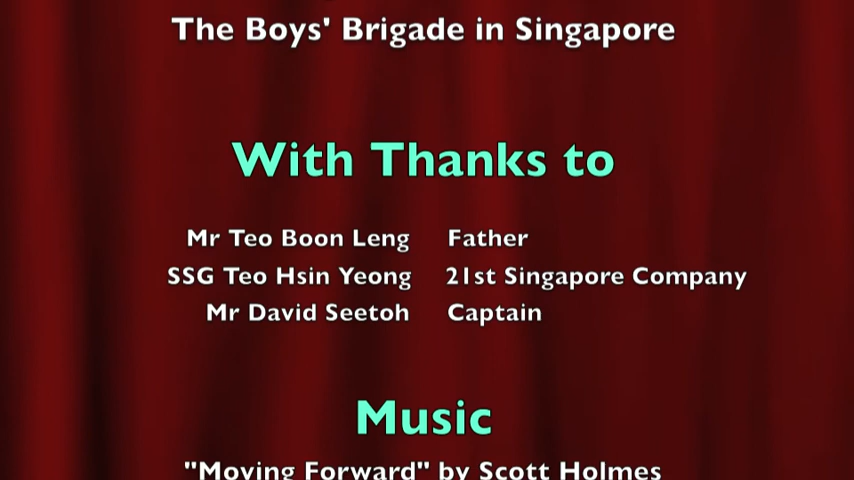 The Boys' Brigade in Singapore
With Thanks to
Mr Teo Boon Leng Father
SSG Teo Hsin Yeong 21st Singapore Company
Mr David Seetoh Captain
Music
"Moving Forward" by Scott Holmes